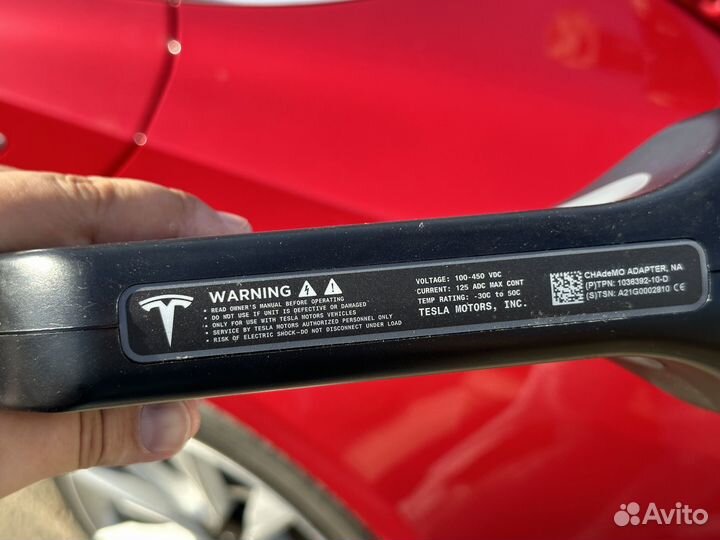 WARNING
• READ OWNER'S MANUAL BEFORE OPERATING
• DO NOT USE IF UNIT IS DEFECTIVE OR DAMAGED
• ONLY FOR USE WITH TESLA MOTORS VEHICLES
• SERVICE BY TESLA MOTORS AUTHORIZED PERSONNEL ONLY
• RISK OF ELECTRIC SHOCK-DO NOT DISCONNECT UNDER LOAD
VOLTAGE: 100-450 VDC
CURRENT: 125 ADC MAX CONT
TEMP RATING: -30C to 50C
TESLA MOTORS, INC.
CHAdeMO ADAPTER, NA
(P)TPN: 1036392-10-D
(S)TSN: A21G0002810 CE
Avito